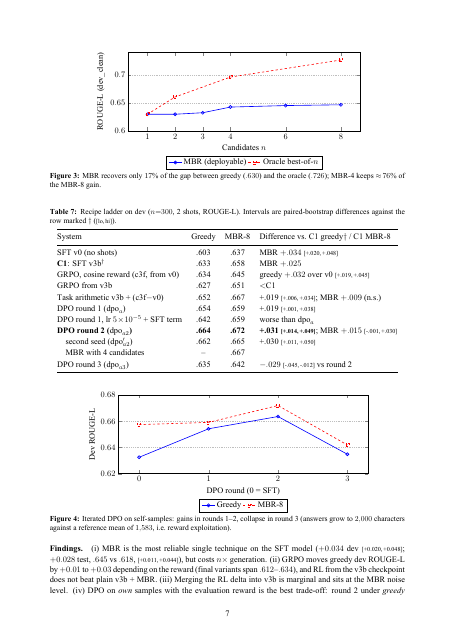 ROUGE-L (dev_clean)
0.7
0.65
0.6
1 2 3 4 6 8
Candidates n
MBR (deployable) Oracle best-of-n
Figure 3: MBR recovers only 17% of the gap between greedy (.630) and the oracle (.726); MBR-4 keeps ≈76% of
the MBR-8 gain.
Table 7: Recipe ladder on dev (n=300, 2 shots, ROUGE-L). Intervals are paired-bootstrap differences against the
row marked † ([lo,hi]).
System Greedy MBR-8 Difference vs. C1 greedy† / C1 MBR-8
SFT v0 (no shots) .603 .637 MBR +.034 [+.020, +.048]
C1: SFT v3b† .633 .658 MBR +.025
GRPO, cosine reward (c3f, from v0) .634 .645 greedy +.032 over v0 [+.019, +.045]
GRPO from v3b .627 .651 <C1
Task arithmetic v3b + (c3f−v0) .652 .667 +.019 [+.006, +.034]; MBR +.009 (n.s.)
DPO round 1 (dpoₐ) .654 .659 +.019 [+.001, +.038]
DPO round 1, lr 5×10⁻⁵ + SFT term .642 .659 worse than dpoₐ
DPO round 2 (dpoₐ₂) .664 .672 +.031 [+.014, +.049]; MBR +.015 [-.001, +.030]
second seed (dpo′ₐ₂) .662 .665 +.030 [+.011, +.050]
MBR with 4 candidates – .667
DPO round 3 (dpoₐ₃) .635 .642 −.029 [-.045, -.012] vs round 2
Dev ROUGE-L
0.68
0.66
0.64
0.62
0 1 2 3
DPO round (0 = SFT)
Greedy MBR-8
Figure 4: Iterated DPO on self-samples: gains in rounds 1–2, collapse in round 3 (answers grow to 2,000 characters
against a reference mean of 1,583, i.e. reward exploitation).
Findings. (i) MBR is the most reliable single technique on the SFT model (+0.034 dev [+0.020, +0.048];
+0.028 test, .645 vs .618, [+0.011, +0.044]), but costs n× generation. (ii) GRPO moves greedy dev ROUGE-L
by +0.01 to +0.03 depending on the reward (final variants span .612–.634), and RL from the v3b checkpoint
does not beat plain v3b + MBR. (iii) Merging the RL delta into v3b is marginal and sits at the MBR noise
level. (iv) DPO on own samples with the evaluation reward is the best trade-off: round 2 under greedy
7